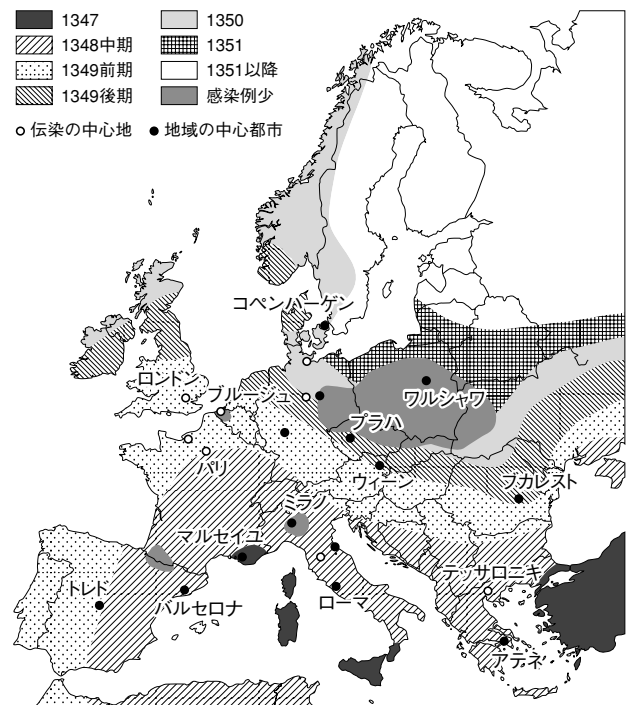 1347
1350
1348中期
1351
1349前期
1351以降
1349後期
感染例少
伝染の中心地
地域の中心都市
コペンハーゲン
ロンドン
ブルージュ
ワルシャワ
プラハ
パリ
ウィーン
ブカレスト
ミラノ
マルセイユ
テッサロニキ
トレド
バルセロナ
ローマ
アテネ